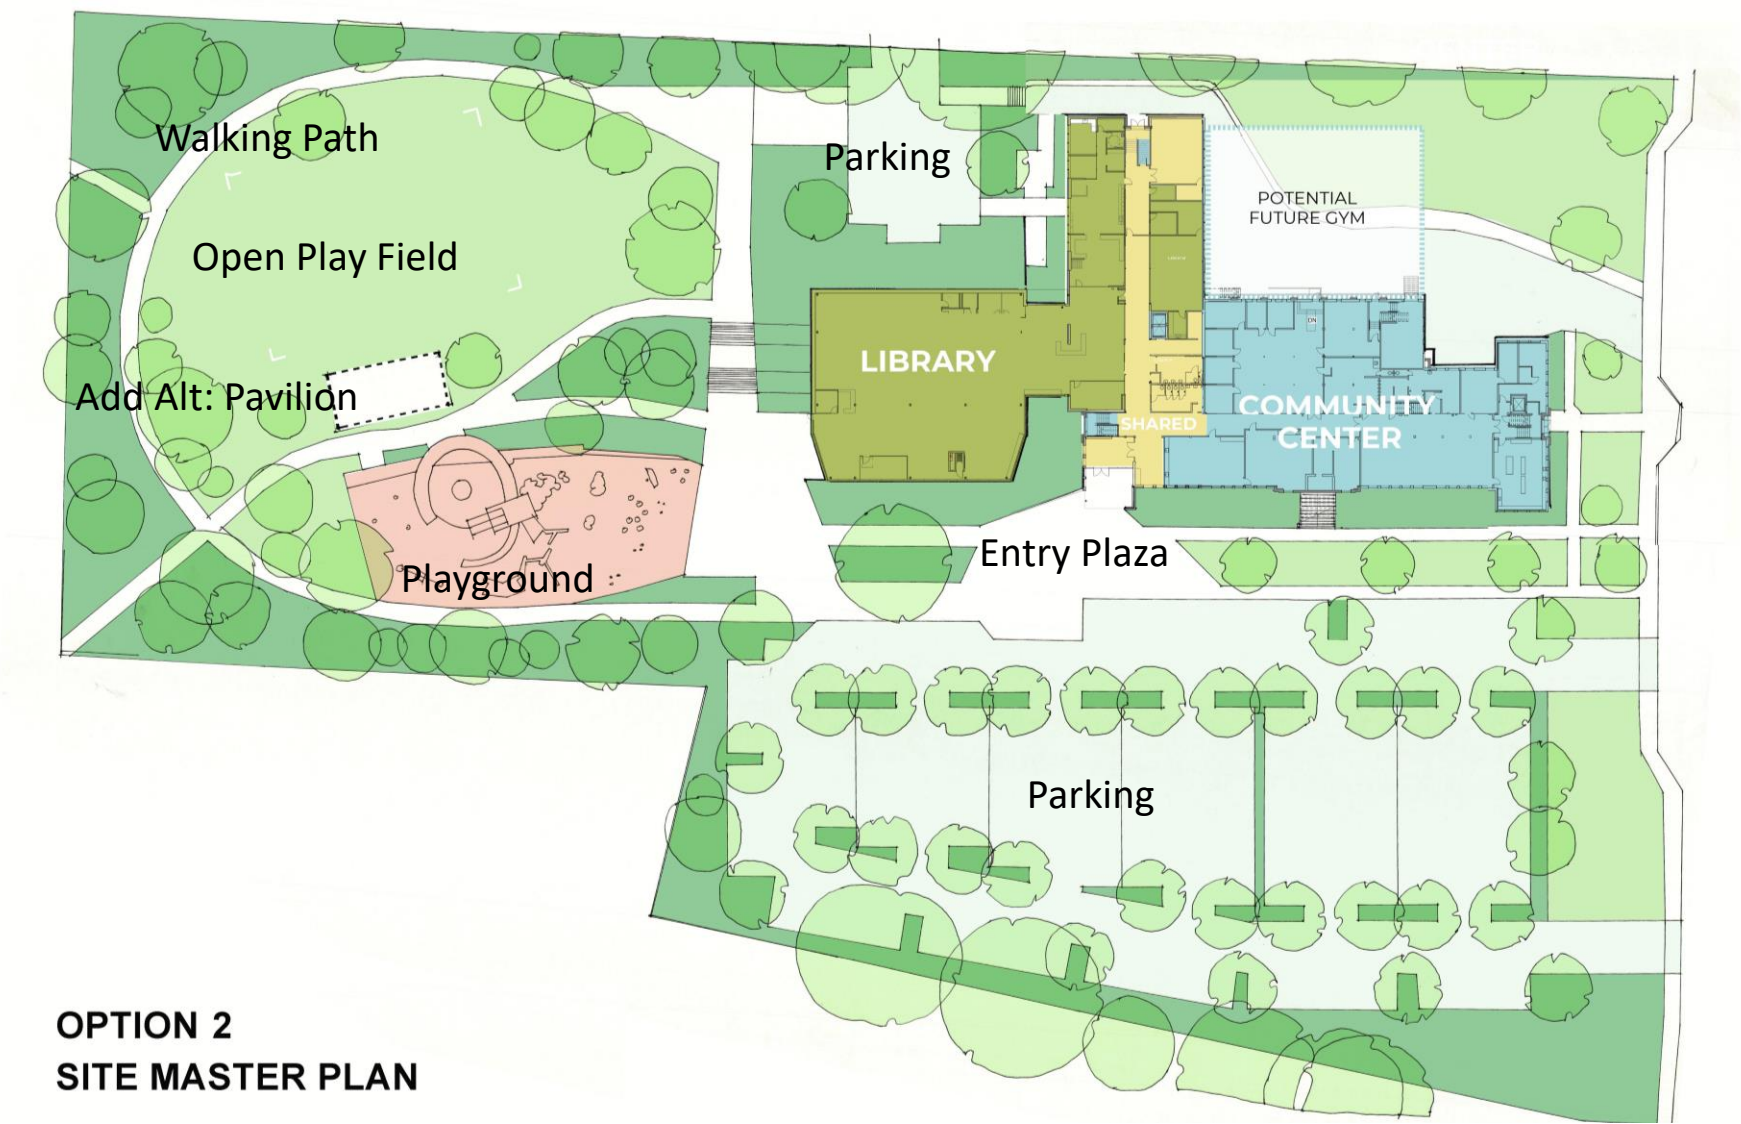 Walking Path
Parking
POTENTIAL
FUTURE GYM
Open Play Field
LIBRARY
Add Alt: Pavilion
SHARED
COMMUNITY
CENTER
Entry Plaza
Playground
Parking
OPTION 2
SITE MASTER PLAN